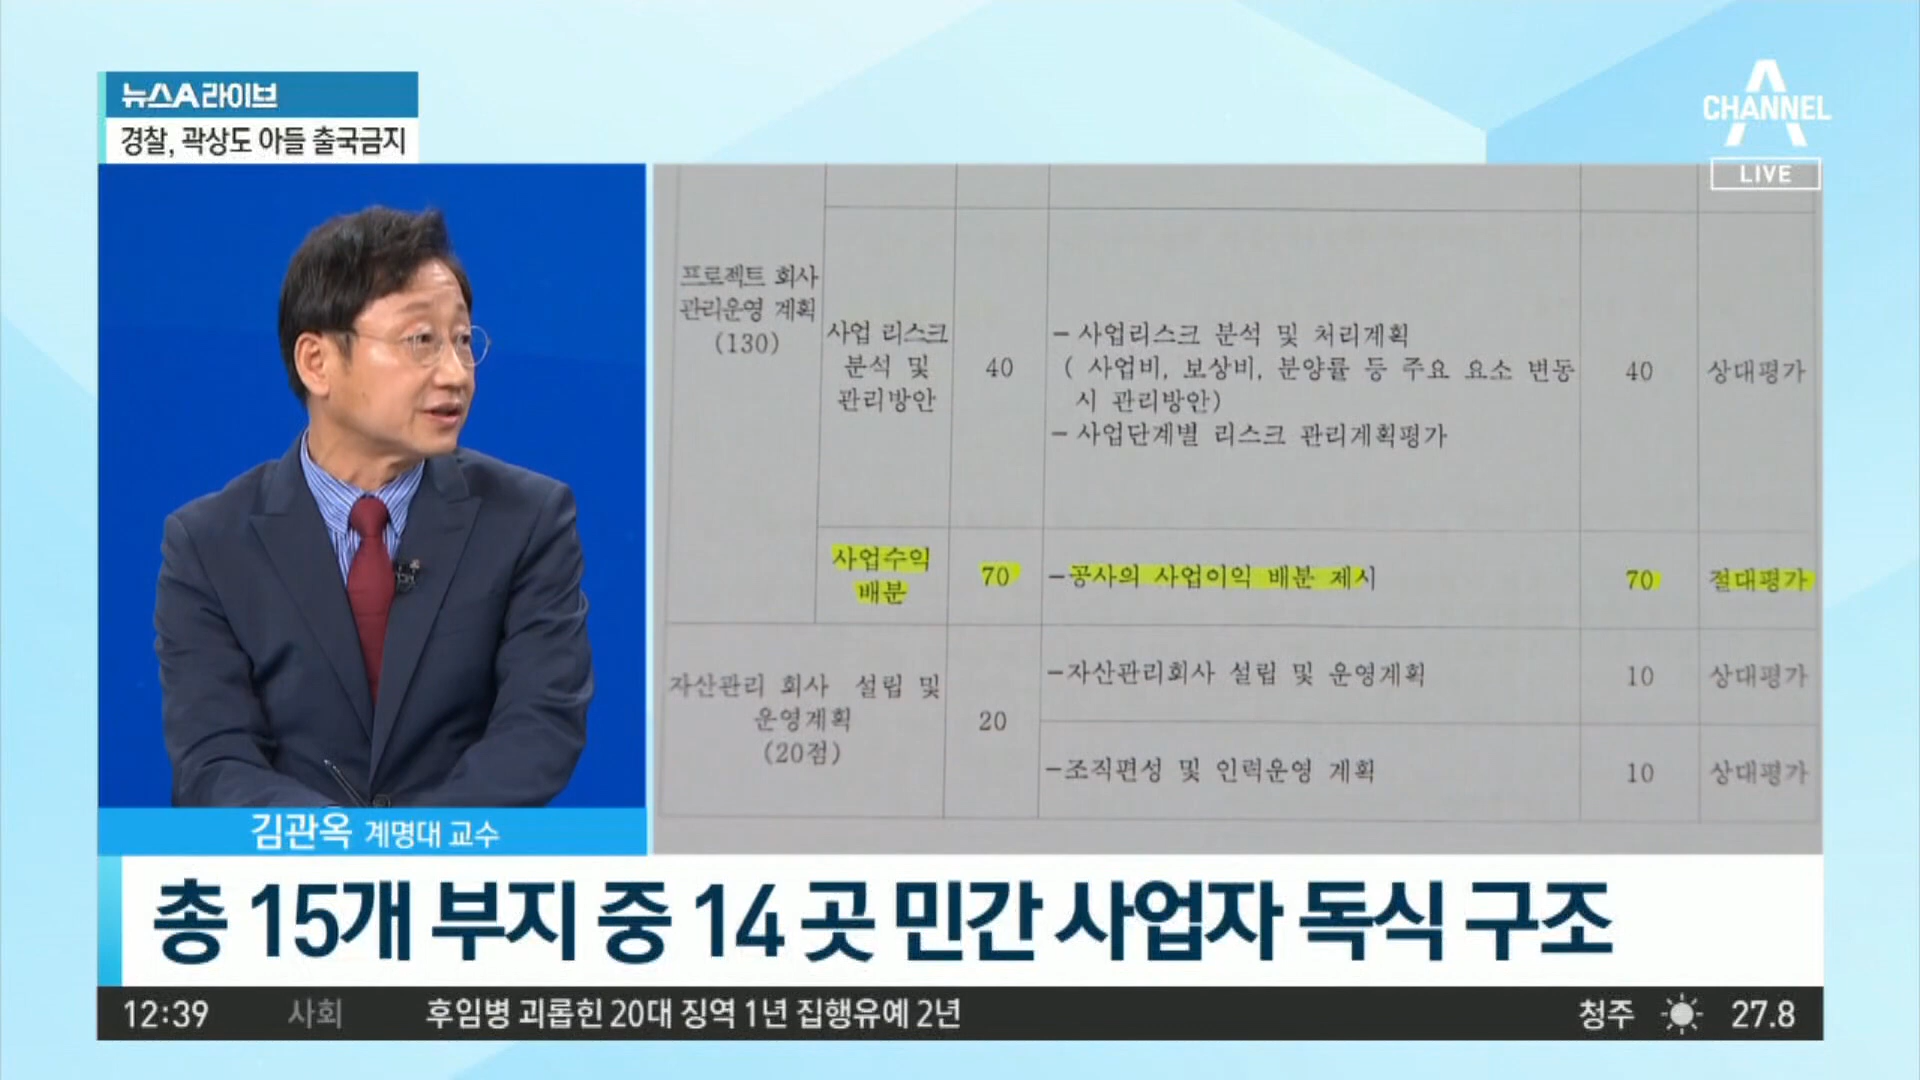 뉴스A 라이브
경찰, 곽상도 아들 출국금지
CHANNEL A
LIVE
프로젝트 회사
관리운영 계획
(130)
사업 리스크
분석 및
관리방안
40
- 사업리스크 분석 및 처리계획
( 사업비, 보상비, 분양률 등 주요 요소 변동
시 관리방안)
- 사업단계별 리스크 관리계획평가
40
상대평가
사업수익
배분
70
-공사의 사업이익 배분 제시
70
절대평가
자산관리 회사 설립 및
운영계획
(20점)
20
-자산관리회사 설립 및 운영계획
10
상대평가
-조직편성 및 인력운영 계획
10
상대평가
김관옥 계명대 교수
총 15개 부지 중 14곳 민간 사업자 독식 구조
12:39 사회 후임병 괴롭힌 20대 징역 1년 집행유예 2년 청주 27.8